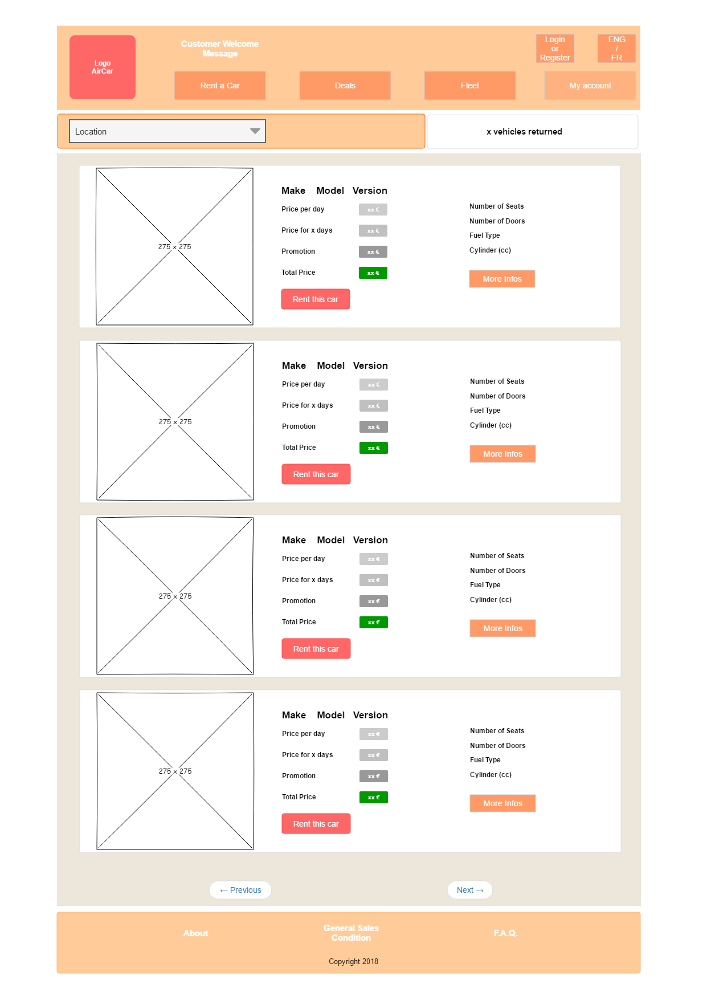 Customer Welcome
Message
Login
or
Register
ENG
/
FR
Logo
AirCar
Rent a Car
Deals
Fleet
My account
Location
x vehicles returned
275 × 275
Make Model Version
Price per day xx €
Price for x days xx €
Promotion xx €
Total Price xx €
Rent this car
Number of Seats
Number of Doors
Fuel Type
Cylinder (cc)
More Infos
275 × 275
Make Model Version
Price per day xx €
Price for x days xx €
Promotion xx €
Total Price xx €
Rent this car
Number of Seats
Number of Doors
Fuel Type
Cylinder (cc)
More Infos
275 × 275
Make Model Version
Price per day xx €
Price for x days xx €
Promotion xx €
Total Price xx €
Rent this car
Number of Seats
Number of Doors
Fuel Type
Cylinder (cc)
More Infos
275 × 275
Make Model Version
Price per day xx €
Price for x days xx €
Promotion xx €
Total Price xx €
Rent this car
Number of Seats
Number of Doors
Fuel Type
Cylinder (cc)
More Infos
← Previous
Next →
About
General Sales
Condition
F.A.Q.
Copyright 2018